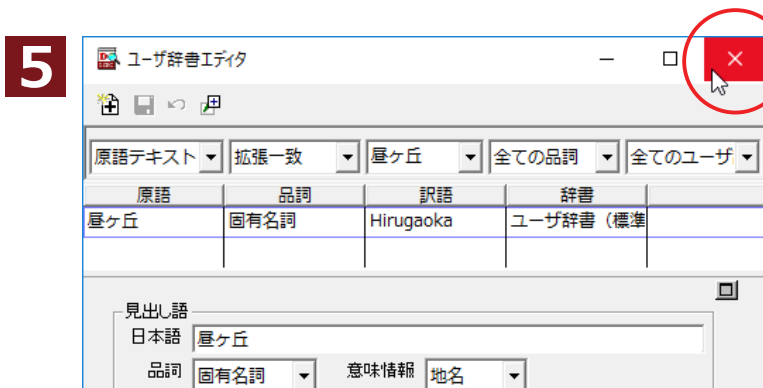 5
ユーザ辞書エディタ
原語テキスト 拡張一致 昼ケ丘 全ての品詞 全てのユーザ
原語 品詞 訳語 辞書
昼ケ丘 固有名詞 Hirugaoka ユーザ辞書（標準
見出し語
日本語 昼ケ丘
品詞 固有名詞 意味情報 地名